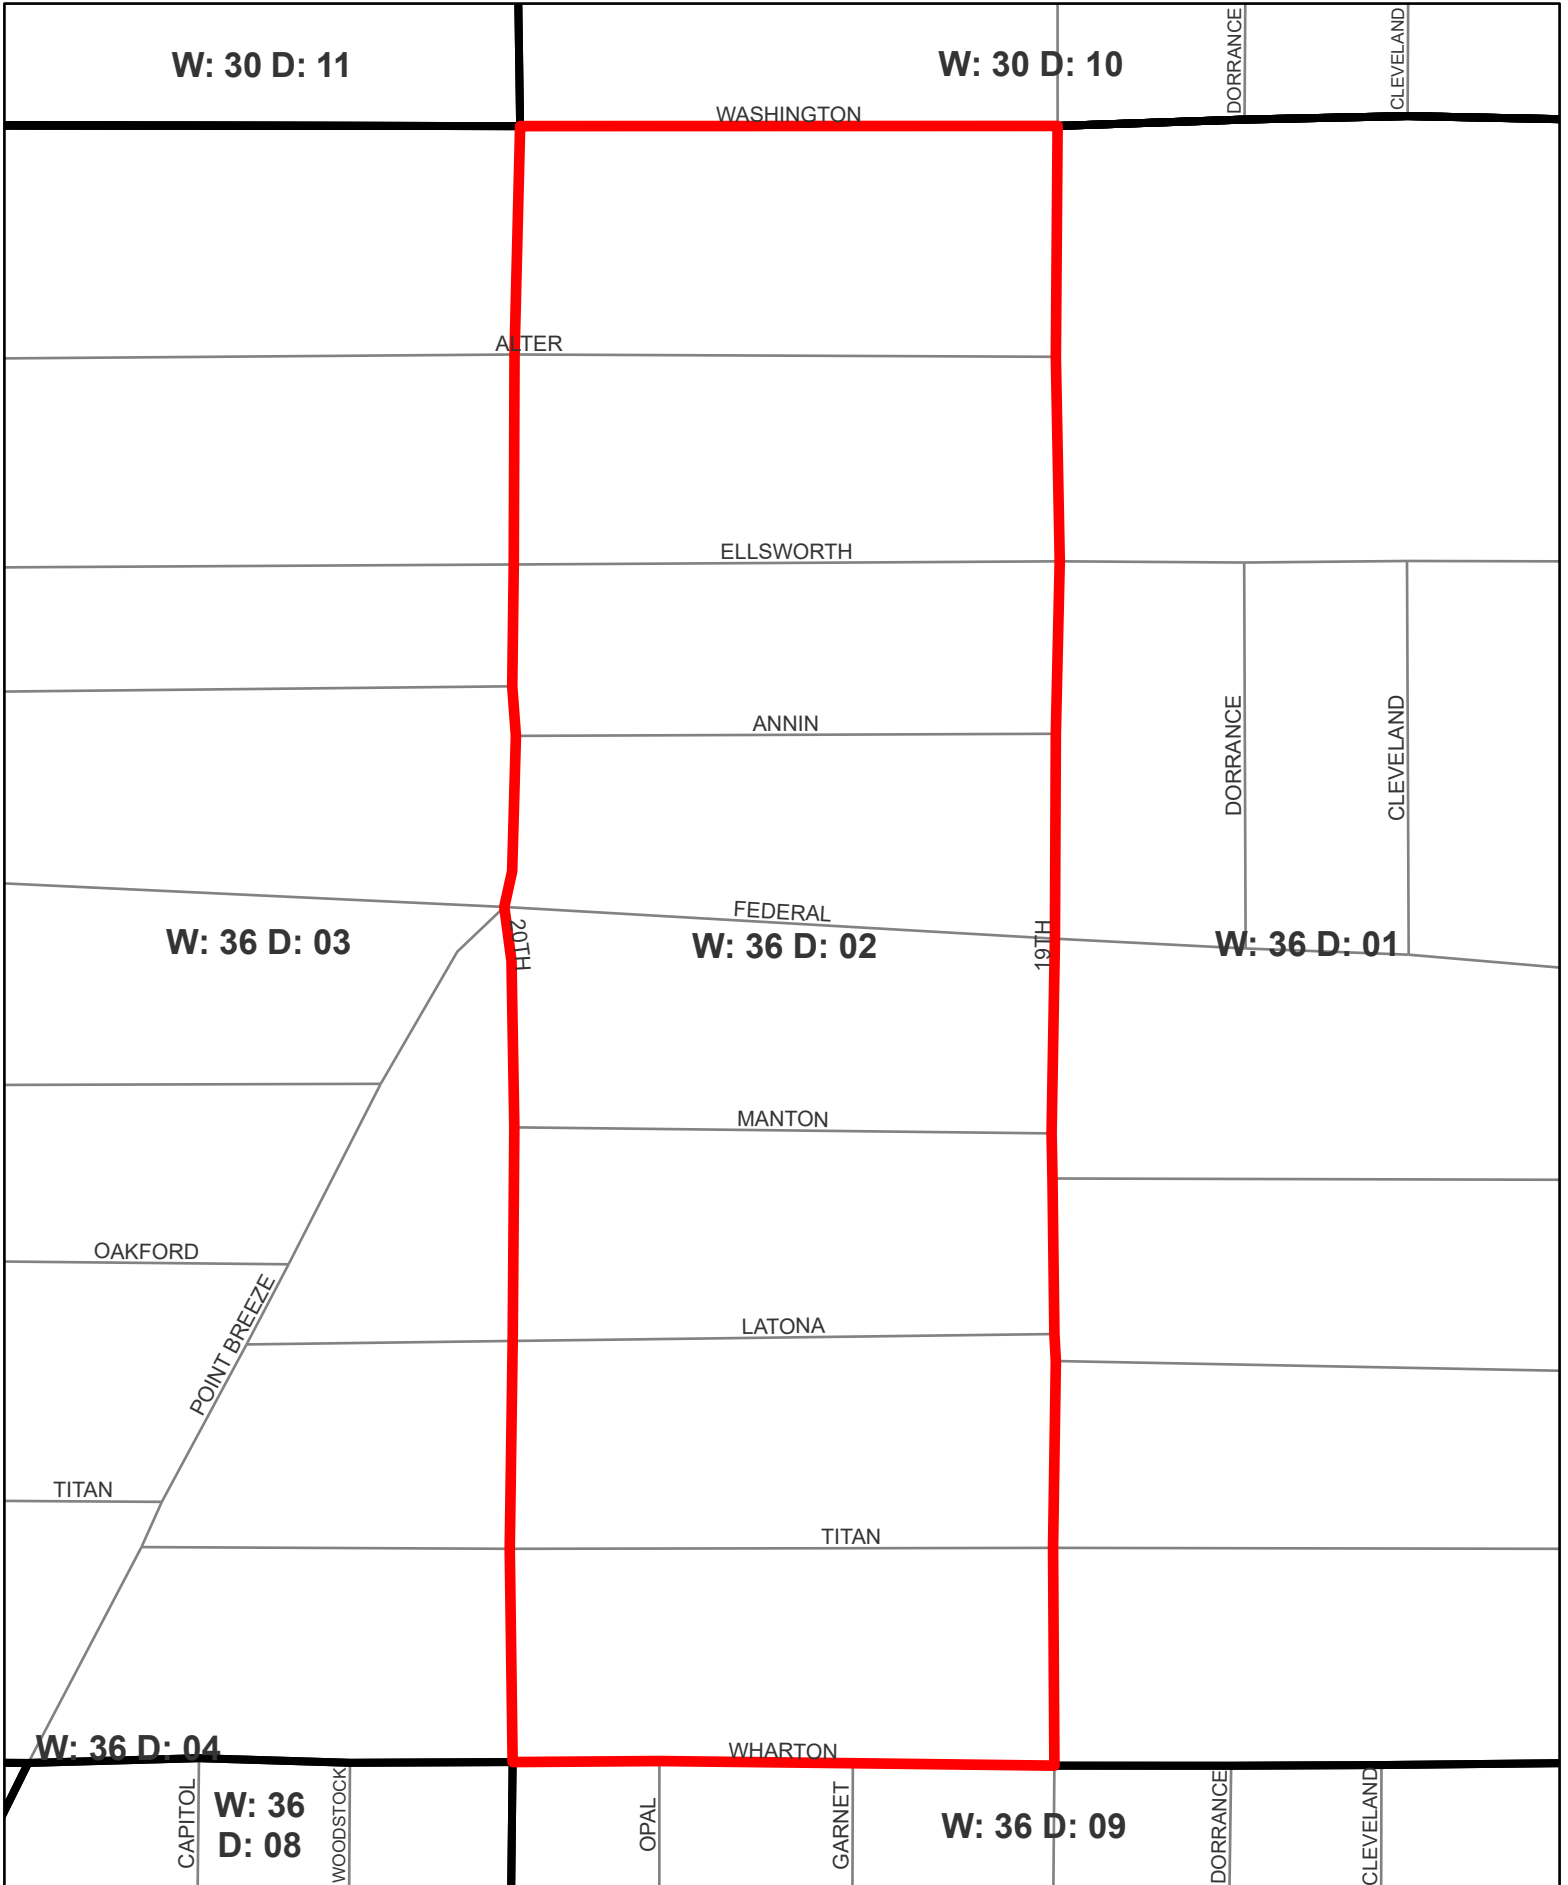 W: 30 D: 11
W: 30 D: 10
DORRANCE
CLEVELAND
WASHINGTON
ALTER
ELLSWORTH
ANNIN
DORRANCE
CLEVELAND
FEDERAL
W: 36 D: 03
20TH
W: 36 D: 02
19TH
W: 36 D: 01
MANTON
OAKFORD
POINT BREEZE
LATONA
TITAN
TITAN
W: 36 D: 04
WHARTON
CAPITOL
W: 36
D: 08
WOODSTOCK
OPAL
GARNET
W: 36 D: 09
DORRANCE
CLEVELAND